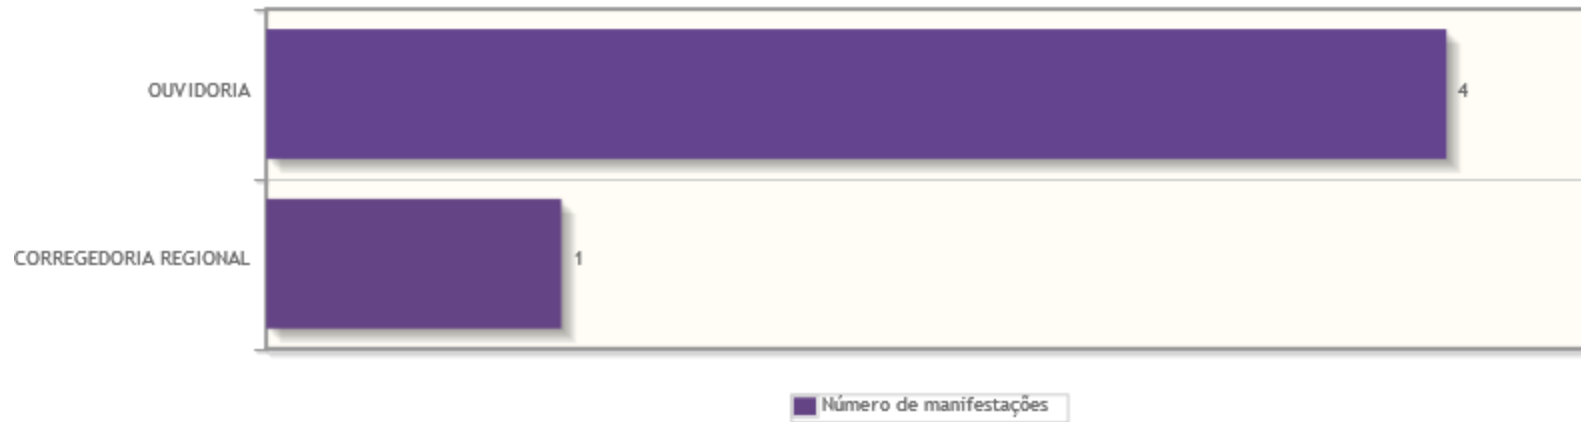 OUVIDORIA
4
CORREGEDORIA REGIONAL
1
Número de manifestações